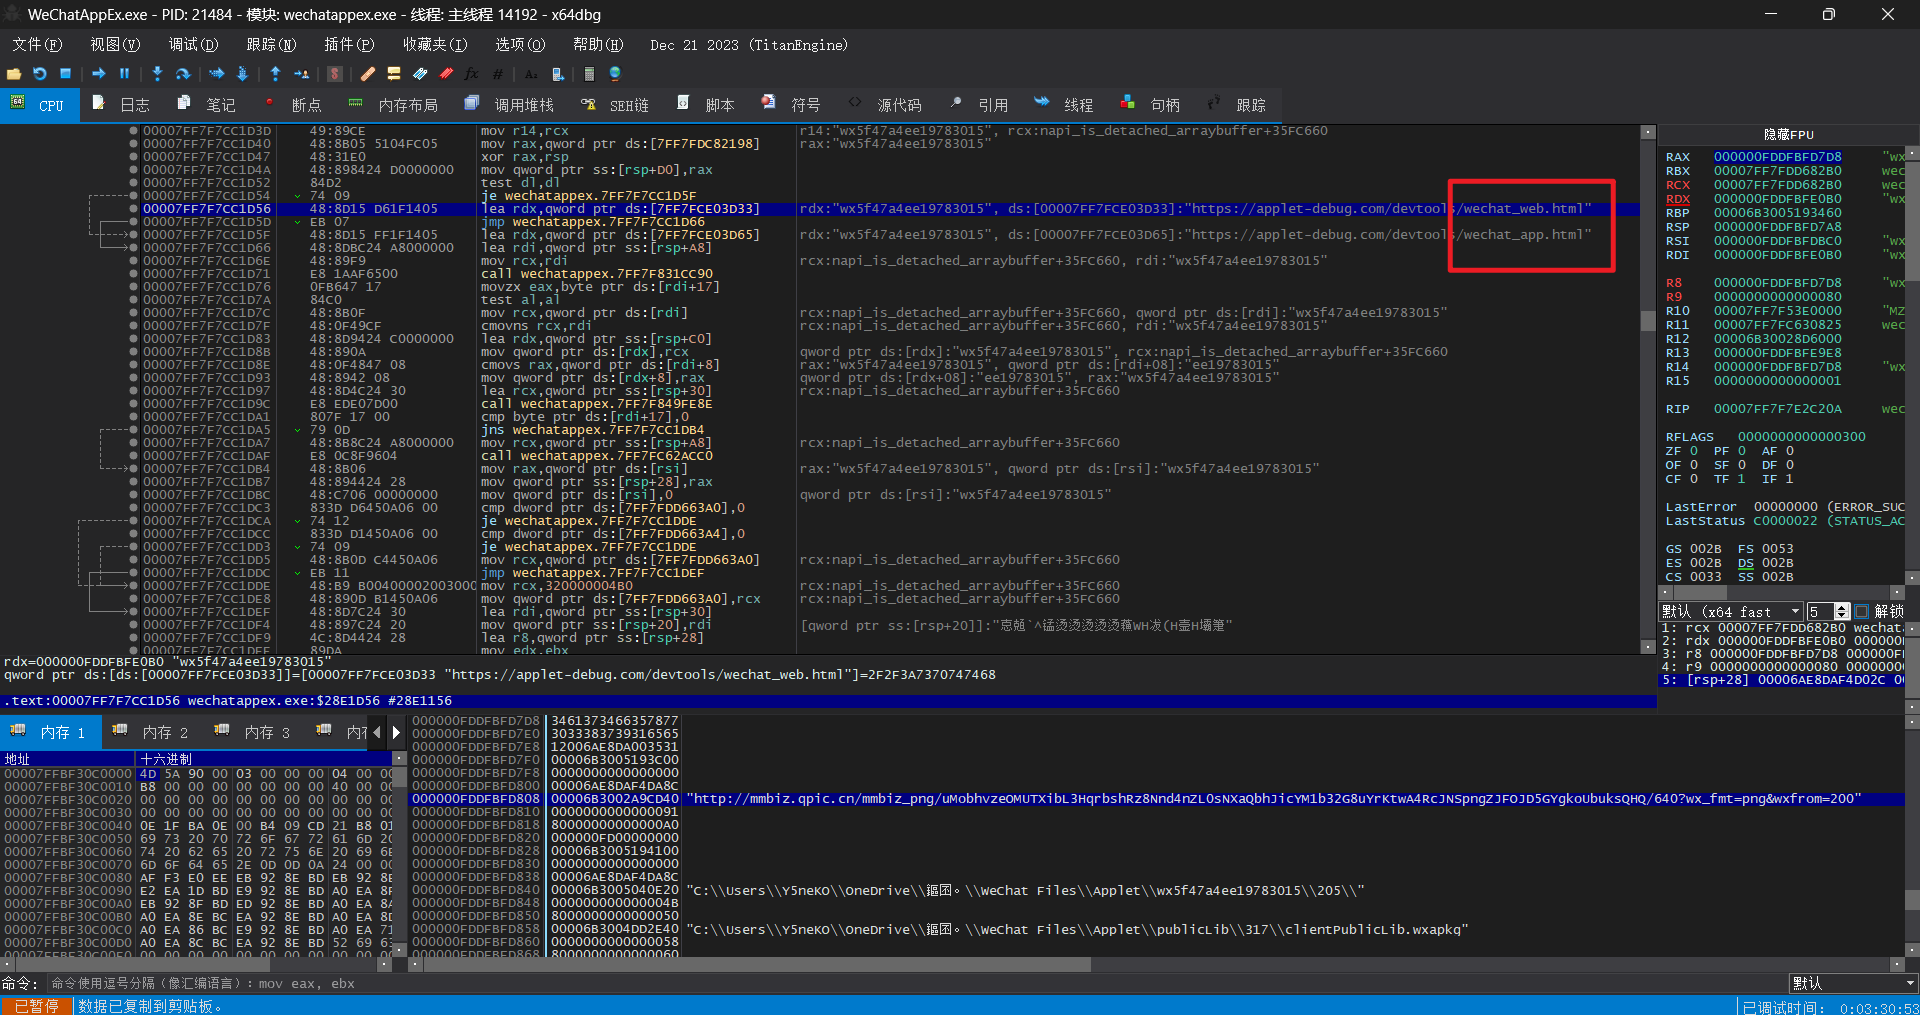 WeChatAppEx.exe - PID: 21484 - 模块: wechatappex.exe - 线程: 主线程 14192 - x64dbg
文件(F) 视图(V) 调试(D) 跟踪(N) 插件(P) 收藏夹(I) 选项(O) 帮助(H) Dec 21 2023 (TitanEngine)
CPU 日志 笔记 断点 内存布局 调用堆栈 SEH链 脚本 符号 源代码 引用 线程 句柄 跟踪
00007FF7F7CC1D3D 49:89CE mov r14,rcx r14:"wx5f47a4ee19783015", rcx:napi_is_detached_arraybuffer+35FC660
00007FF7F7CC1D40 48:8B05 5104FC05 mov rax,qword ptr ds:[7FF7FDC82198] rax:"wx5f47a4ee19783015"
00007FF7F7CC1D47 48:31E0 xor rax,rsp
00007FF7F7CC1D4A 48:898424 D0000000 mov qword ptr ss:[rsp+D0],rax
00007FF7F7CC1D52 84D2 test dl,dl
00007FF7F7CC1D54 74 09 je wechatappex.7FF7F7CC1D5F
00007FF7F7CC1D56 48:8D15 D61F1405 lea rdx,qword ptr ds:[7FF7FCE03D33] rdx:"wx5f47a4ee19783015", ds:[00007FF7FCE03D33]:"https://applet-debug.com/devtools/wechat_web.html"
00007FF7F7CC1D5D EB 07 jmp wechatappex.7FF7F7CC1D66
00007FF7F7CC1D5F 48:8D15 FF1F1405 lea rdx,qword ptr ds:[7FF7FCE03D65] rdx:"wx5f47a4ee19783015", ds:[00007FF7FCE03D65]:"https://applet-debug.com/devtools/wechat_app.html"
00007FF7F7CC1D66 48:8DBC24 A8000000 lea rdi,qword ptr ss:[rsp+A8]
00007FF7F7CC1D6E 48:89F9 mov rcx,rdi rcx:napi_is_detached_arraybuffer+35FC660, rdi:"wx5f47a4ee19783015"
00007FF7F7CC1D71 E8 1AAF6500 call wechatappex.7FF7F831CC90
00007FF7F7CC1D76 0FB647 17 movzx eax,byte ptr ds:[rdi+17]
00007FF7F7CC1D7A 84C0 test al,al
00007FF7F7CC1D7C 48:8B0F mov rcx,qword ptr ds:[rdi] rcx:napi_is_detached_arraybuffer+35FC660, qword ptr ds:[rdi]:"wx5f47a4ee19783015"
00007FF7F7CC1D7F 48:0F49CF cmovns rcx,rdi rcx:napi_is_detached_arraybuffer+35FC660, rdi:"wx5f47a4ee19783015"
00007FF7F7CC1D83 48:8D9424 C0000000 lea rdx,qword ptr ss:[rsp+C0]
00007FF7F7CC1D8B 48:890A mov qword ptr ds:[rdx],rcx qword ptr ds:[rdx]:"wx5f47a4ee19783015", rcx:napi_is_detached_arraybuffer+35FC660
00007FF7F7CC1D8E 48:0F4847 08 cmovs rax,qword ptr ds:[rdi+8] rax:"wx5f47a4ee19783015", qword ptr ds:[rdi+08]:"ee19783015"
00007FF7F7CC1D93 48:8942 08 mov qword ptr ds:[rdx+8],rax qword ptr ds:[rdx+08]:"ee19783015", rax:"wx5f47a4ee19783015"
00007FF7F7CC1D97 48:8D4C24 30 lea rcx,qword ptr ss:[rsp+30] rcx:napi_is_detached_arraybuffer+35FC660
00007FF7F7CC1D9C E8 EDE07D00 call wechatappex.7FF7F849FE8E
00007FF7F7CC1DA1 807F 17 00 cmp byte ptr ds:[rdi+17],0
00007FF7F7CC1DA5 79 0D jns wechatappex.7FF7F7CC1DB4
00007FF7F7CC1DA7 48:8B8C24 A8000000 mov rcx,qword ptr ss:[rsp+A8] rcx:napi_is_detached_arraybuffer+35FC660
00007FF7F7CC1DAF E8 0C8F9604 call wechatappex.7FF7FC62ACC0
00007FF7F7CC1DB4 48:8B06 mov rax,qword ptr ds:[rsi] rax:"wx5f47a4ee19783015", qword ptr ds:[rsi]:"wx5f47a4ee19783015"
00007FF7F7CC1DB7 48:894424 28 mov qword ptr ss:[rsp+28],rax
00007FF7F7CC1DBC 48:C706 00000000 mov qword ptr ds:[rsi],0 qword ptr ds:[rsi]:"wx5f47a4ee19783015"
00007FF7F7CC1DC3 833D D6450A06 00 cmp dword ptr ds:[7FF7FDD663A0],0
00007FF7F7CC1DCA 74 12 je wechatappex.7FF7F7CC1DDE
00007FF7F7CC1DCC 833D D1450A06 00 cmp dword ptr ds:[7FF7FDD663A4],0
00007FF7F7CC1DD3 74 09 je wechatappex.7FF7F7CC1DDE
00007FF7F7CC1DD5 48:8B0D C4450A06 mov rcx,qword ptr ds:[7FF7FDD663A0] rcx:napi_is_detached_arraybuffer+35FC660
00007FF7F7CC1DDC EB 11 jmp wechatappex.7FF7F7CC1DEF
00007FF7F7CC1DDE 48:B9 B00400002003000 mov rcx,320000004B0 rcx:napi_is_detached_arraybuffer+35FC660
00007FF7F7CC1DE8 48:890D B1450A06 mov qword ptr ds:[7FF7FDD663A0],rcx rcx:napi_is_detached_arraybuffer+35FC660
00007FF7F7CC1DEF 48:8D7C24 30 lea rdi,qword ptr ss:[rsp+30]
00007FF7F7CC1DF4 48:897C24 20 mov qword ptr ss:[rsp+20],rdi [qword ptr ss:[rsp+20]]:
00007FF7F7CC1DF9 4C:8D4424 28 lea r8,qword ptr ss:[rsp+28]
00007FF7F7CC1DFE 89DA mov edx,ebx
隐藏FPU
RAX 000000FDDFBFD7D8 "wx
RBX 00007FF7FDD682B0 wec
RCX 00007FF7FDD682B0 wec
RDX 000000FDDFBFE0B0 "wx
RBP 00006B3005193460
RSP 000000FDDFBFD7A8
RSI 000000FDDFBFDBC0 "wx
RDI 000000FDDFBFE0B0 "wx
R8 000000FDDFBFD7D8 "wx
R9 0000000000000080
R10 00007FF7F53E0000 "MZ
R11 00007FF7FC630825 wec
R12 00006B30028D6000
R13 000000FDDFBFE9E8
R14 000000FDDFBFD7D8 "wx
R15 0000000000000001
RIP 00007FF7F7E2C20A wec
RFLAGS 0000000000000300
ZF 0 PF 0 AF 0
OF 0 SF 0 DF 0
CF 0 TF 1 IF 1
LastError 00000000 (ERROR_SUC
LastStatus C0000022 (STATUS_AC
GS 002B FS 0053
ES 002B DS 002B
CS 0033 SS 002B
默认 (x64 fast 5 解锁
1: rcx 00007FF7FDD682B0 wechat
2: rdx 000000FDDFBFE0B0 000000
3: r8 000000FDDFBFD7D8 000000F
4: r9 0000000000000080 0000000
5: [rsp+28] 00006AE8DAF4D02C 00
rdx=000000FDDFBFE0B0 "wx5f47a4ee19783015"
qword ptr ds:[ds:[00007FF7FCE03D33]]=[00007FF7FCE03D33 "https://applet-debug.com/devtools/wechat_web.html"]=2F2F3A7370747468
.text:00007FF7F7CC1D56 wechatappex.exe:$28E1D56 #28E1156
内存 1 内存 2 内存 3 内存
地址 十六进制
00007FFBF30C0000 4D 5A 90 00 03 00 00 00 04 00 00
00007FFBF30C0010 B8 00 00 00 00 00 00 00 40 00 00
00007FFBF30C0020 00 00 00 00 00 00 00 00 00 00 00
00007FFBF30C0030 00 00 00 00 00 00 00 00 00 00 00
00007FFBF30C0040 0E 1F BA 0E 00 B4 09 CD 21 B8 01
00007FFBF30C0050 69 73 20 70 72 6F 67 72 61 6D 20
00007FFBF30C0060 74 20 62 65 20 72 75 6E 20 69 6E
00007FFBF30C0070 6D 6F 64 65 2E 0D 0D 0A 24 00 00
00007FFBF30C0080 AF F3 E0 EE EB 92 8E BD EB 92 8E
00007FFBF30C0090 E2 EA 1D BD E9 92 8E BD A0 EA 8F
00007FFBF30C00A0 EB 92 8F BD ED 92 8E BD A0 EA 8A
00007FFBF30C00B0 A0 EA 8E BC EA 92 8E BD A0 EA 8D
00007FFBF30C00C0 A0 EA 86 BC E9 92 8E BD A0 EA 71
00007FFBF30C00D0 A0 EA 8C BC EA 92 8E BD 52 69 63
000000FDDFBFD7D8 3461373466357877
000000FDDFBFD7E0 3033383739316565
000000FDDFBFD7E8 12006AE8DA003531
000000FDDFBFD7F0 00006B3005193C00
000000FDDFBFD7F8 0000000000000000
000000FDDFBFD800 00006AE8DAF4DA8C
000000FDDFBFD808 00006B3002A9CD40 "http://mmbiz.qpic.cn/mmbiz_png/uMobhvzeOMUTXibL3HqrbshRz8Nnd4nZL0sNXaQbhJicYM1b32G8uYrKtwA4RcJNSpngZJFOJD5GYgkoUbuksQHQ/640?wx_fmt=png&wxfrom=200"
000000FDDFBFD810 0000000000000091
000000FDDFBFD818 80000000000000A0
000000FDDFBFD820 000000FD00000000
000000FDDFBFD828 00006B3005194100
000000FDDFBFD830 0000000000000000
000000FDDFBFD838 00006AE8DAF4DA8C
000000FDDFBFD840 00006B3005040E20 "C:\\Users\\Y5neKO\\OneDrive\\鏂囨。\\WeChat Files\\Applet\\wx5f47a4ee19783015\\205\\"
000000FDDFBFD848 000000000000004B
000000FDDFBFD850 8000000000000050
000000FDDFBFD858 00006B3004DD2E40 "C:\\Users\\Y5neKO\\OneDrive\\鏂囨。\\WeChat Files\\Applet\\publicLib\\317\\clientPublicLib.wxapkg"
000000FDDFBFD860 0000000000000058
000000FDDFBFD868 8000000000000060
命令: 命令使用逗号分隔（像汇编语言）: mov eax, ebx 默认
已暂停 数据已复制到剪贴板。 已调试时间: 0:03:30:53